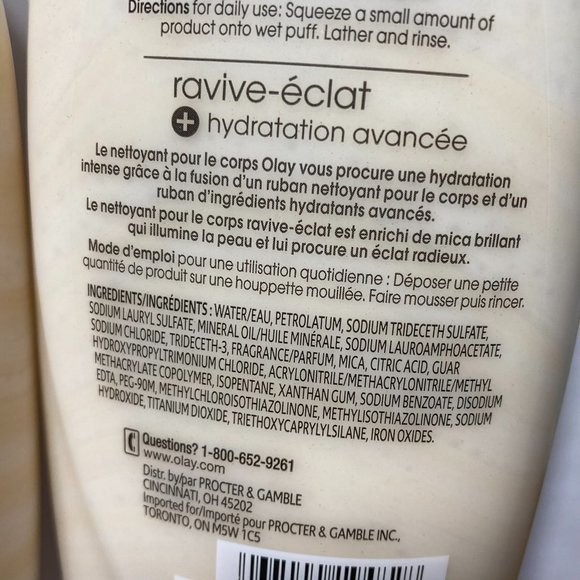 Directions for daily use: Squeeze a small amount of
product onto wet puff. Lather and rinse.
ravive-éclat
+ hydratation avancée
Le nettoyant pour le corps Olay vous procure une hydratation
intense grâce à la fusion d'un ruban nettoyant pour le corps et d'un
ruban d'ingrédients hydratants avancés.
Le nettoyant pour le corps ravive-éclat est enrichi de mica brillant
qui illumine la peau et lui procure un éclat radieux.
Mode d'emploi pour une utilisation quotidienne : Déposer une petite
quantité de produit sur une houppette mouillée. Faire mousser puis rincer.
INGREDIENTS/INGRÉDIENTS : WATER/EAU, PETROLATUM, SODIUM TRIDECETH SULFATE,
SODIUM LAURYL SULFATE, MINERAL OIL/HUILE MINÉRALE, SODIUM LAUROAMPHOACETATE,
SODIUM CHLORIDE, TRIDECETH-3, FRAGRANCE/PARFUM, MICA, CITRIC ACID, GUAR
HYDROXYPROPYLTRIMONIUM CHLORIDE, ACRYLONITRILE/METHACRYLONITRILE/METHYL
METHACRYLATE COPOLYMER, ISOPENTANE, XANTHAN GUM, SODIUM BENZOATE, DISODIUM
EDTA, PEG-90M, METHYLCHLOROISOTHIAZOLINONE, METHYLISOTHIAZOLINONE, SODIUM
HYDROXIDE, TITANIUM DIOXIDE, TRIETHOXYCAPRYLYLSILANE, IRON OXIDES.
Questions? 1-800-652-9261
www.olay.com
Distr. by/par PROCTER & GAMBLE
CINCINNATI, OH 45202
Imported for/Importé pour PROCTER & GAMBLE INC.,
TORONTO, ON M5W 1C5